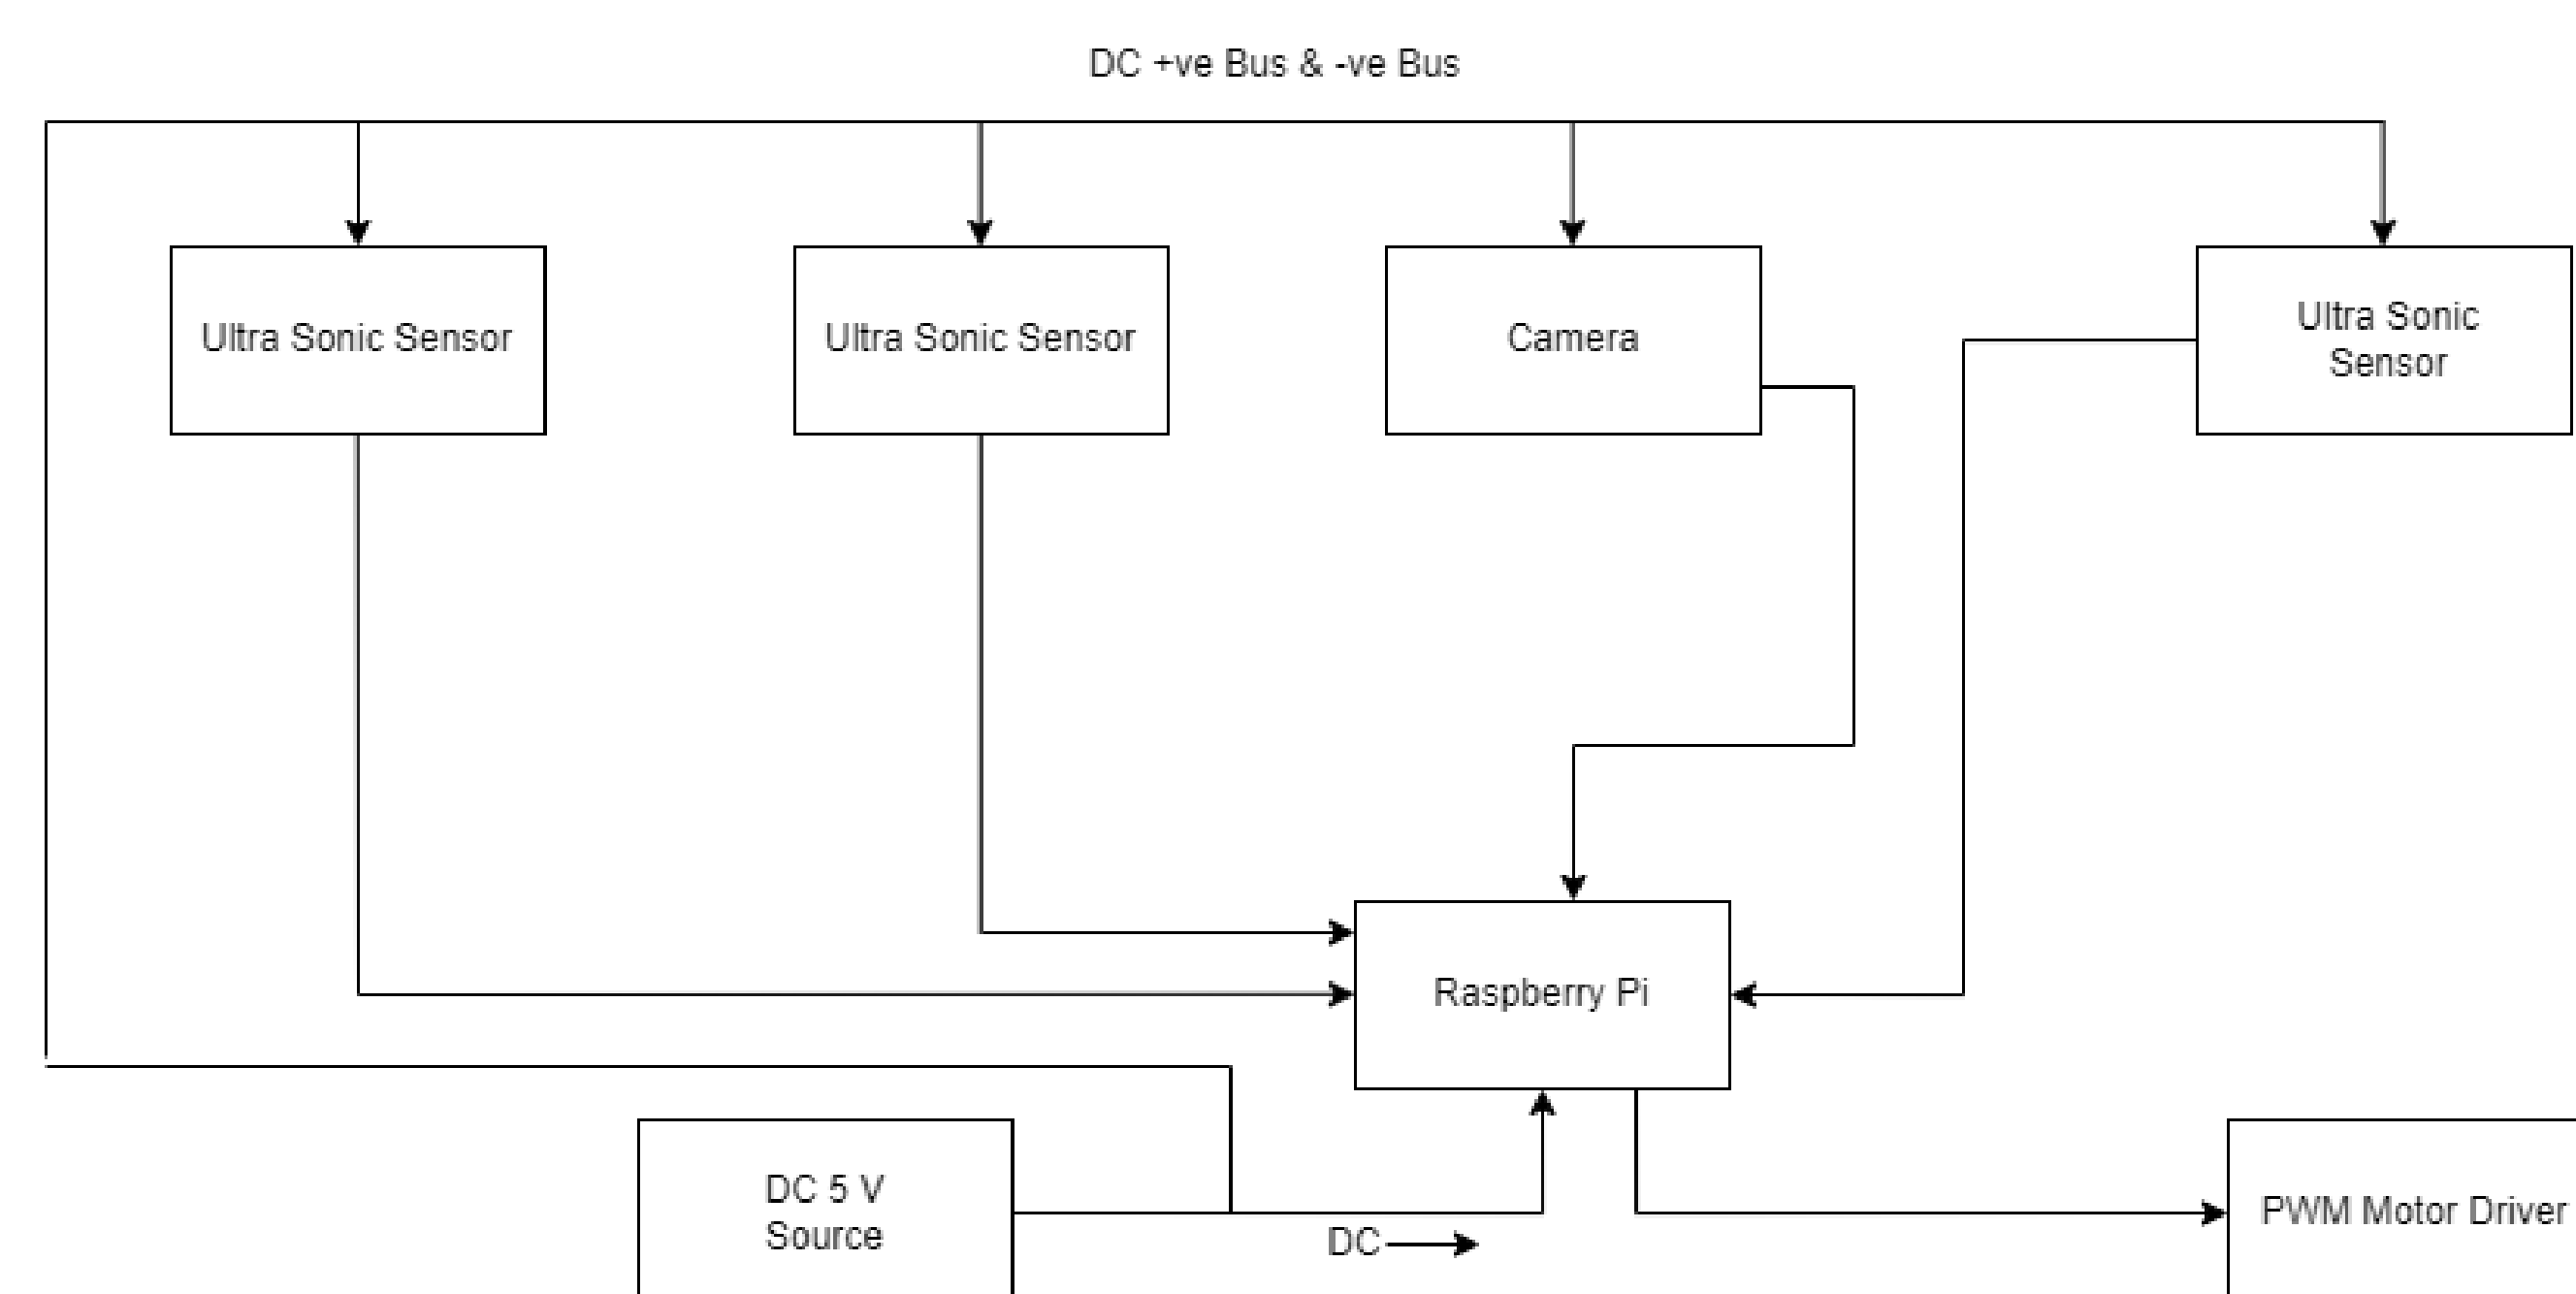 DC +ve Bus & -ve Bus
Ultra Sonic Sensor
Ultra Sonic Sensor
Camera
Ultra Sonic
Sensor
Raspberry Pi
DC 5 V
Source
DC
PWM Motor Driver